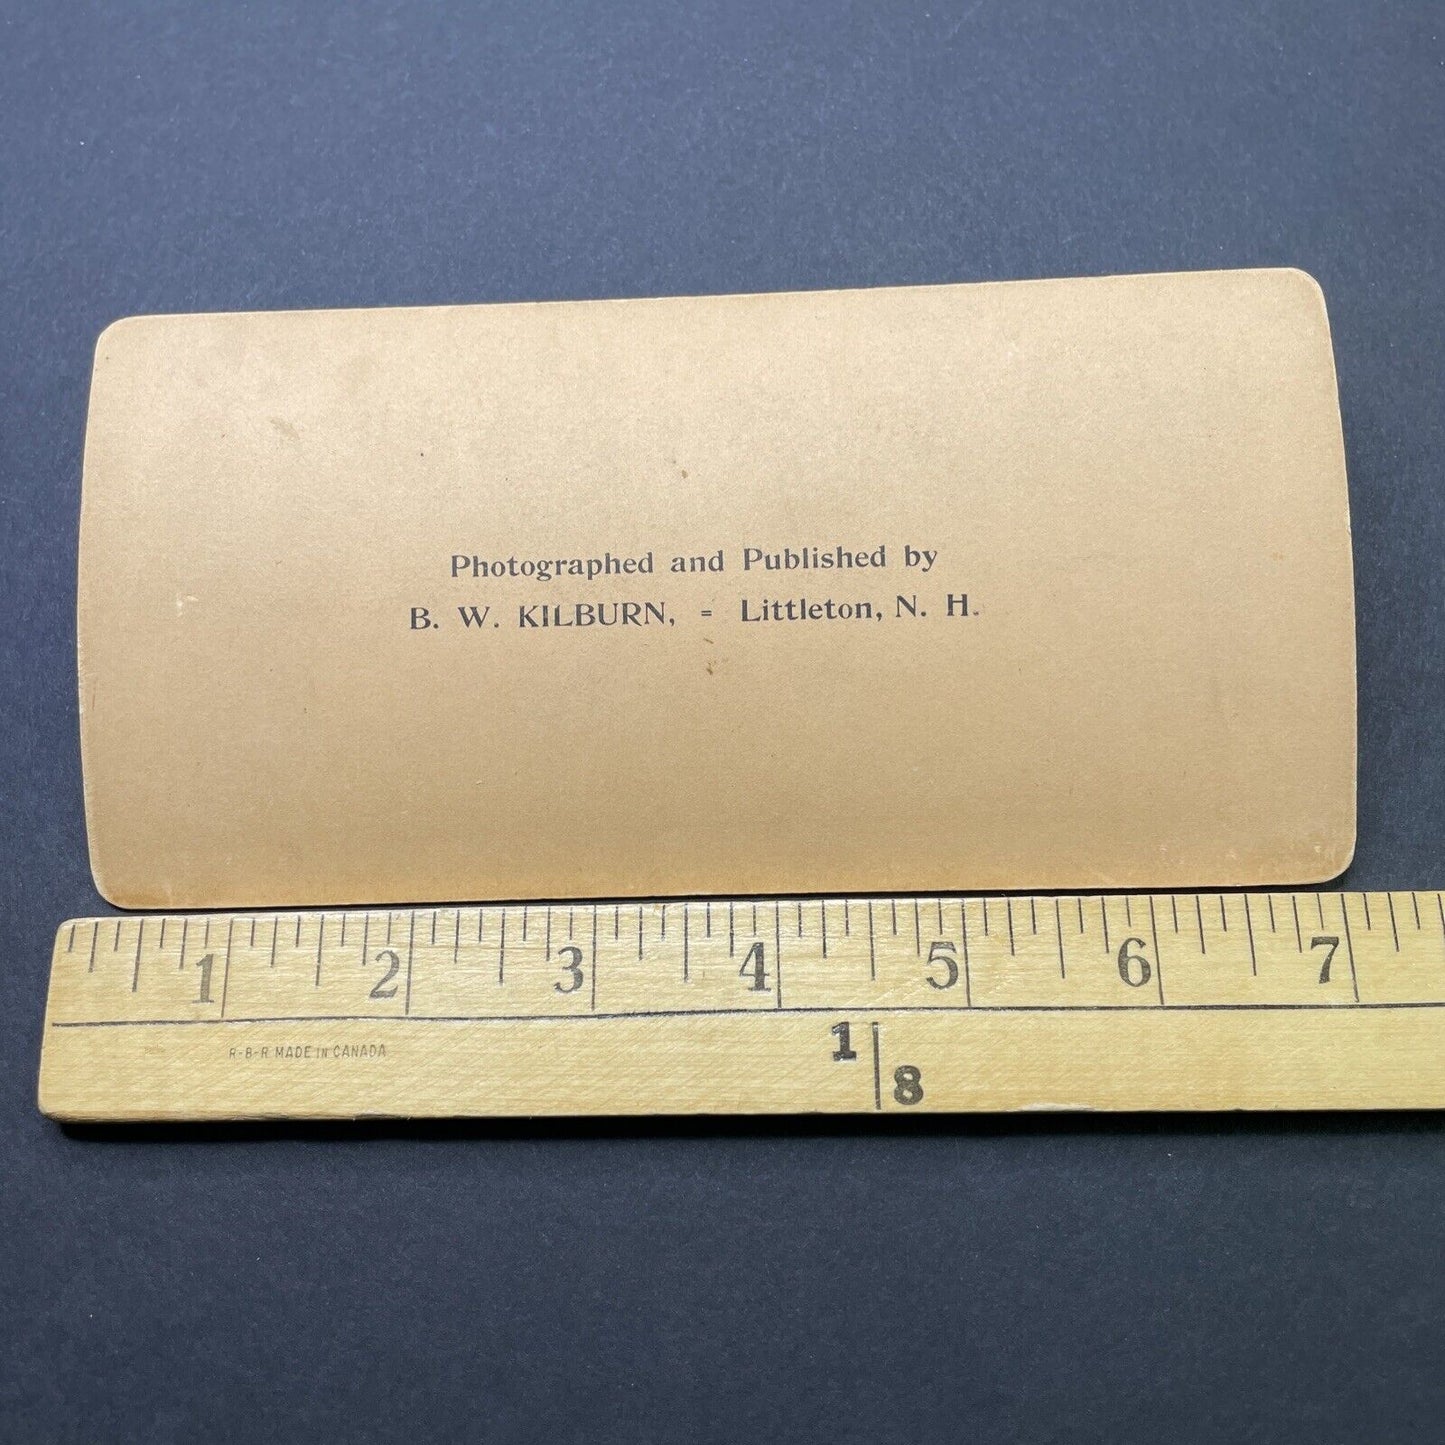 Photographed and Published by
B. W. KILBURN, = Littleton, N. H.
1 2 3 4 5 6 7
R-B-R MADE IN CANADA
1
8